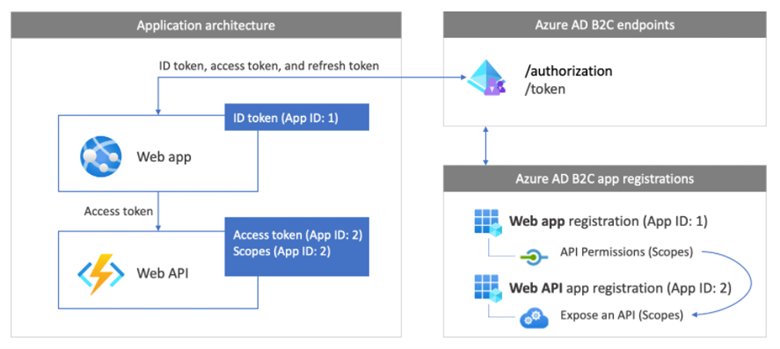 Application architecture
ID token, access token, and refresh token
ID token (App ID: 1)
Web app
Access token
Access token (App ID: 2)
Scopes (App ID: 2)
Web API
Azure AD B2C endpoints
/authorization
/token
Azure AD B2C app registrations
Web app registration (App ID: 1)
API Permissions (Scopes)
Web API app registration (App ID: 2)
Expose an API (Scopes)